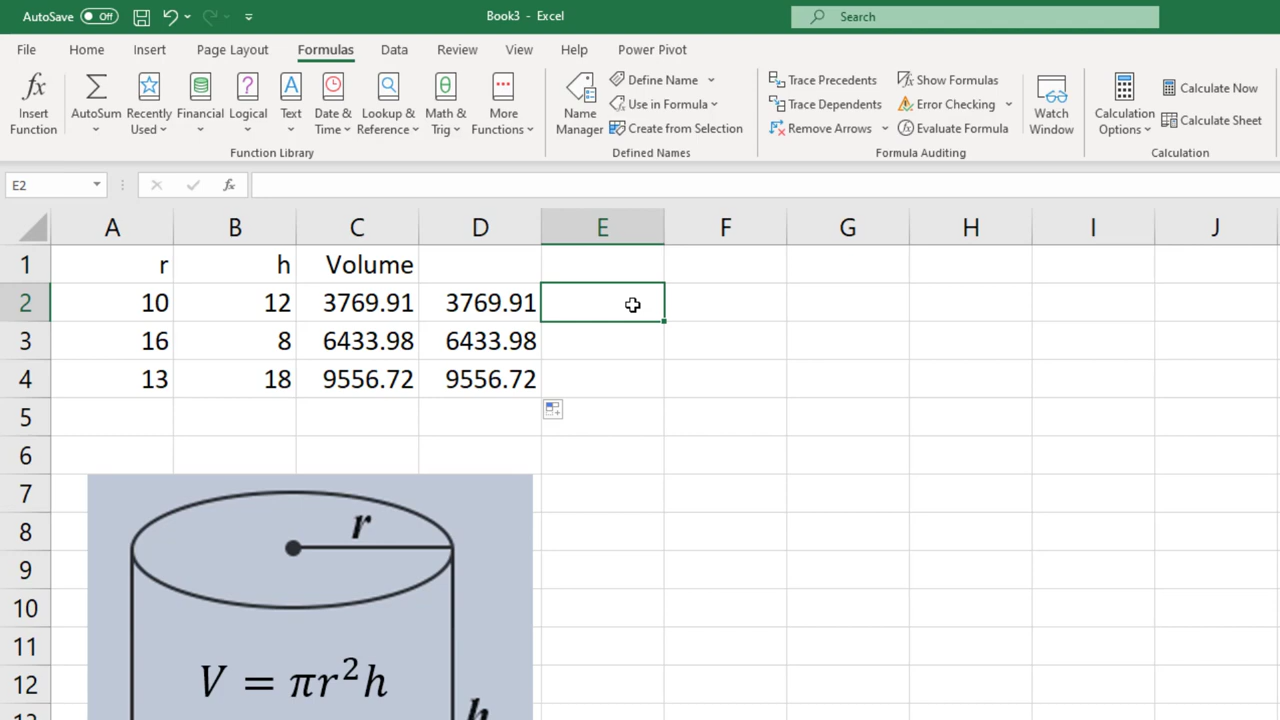 AutoSave Off Book3 - Excel Search
File Home Insert Page Layout Formulas Data Review View Help Power Pivot
fx Insert Function
AutoSum
Recently Used
Financial
Logical
Text
Date & Time
Lookup & Reference
Math & Trig
More Functions
Function Library
Name Manager
Define Name
Use in Formula
Create from Selection
Defined Names
Trace Precedents
Trace Dependents
Remove Arrows
Show Formulas
Error Checking
Evaluate Formula
Formula Auditing
Watch Window
Calculation Options
Calculate Now
Calculate Sheet
Calculation
E2 fx
A B C D E F G H I J
1 r h Volume
2 10 12 3769.91 3769.91
3 16 8 6433.98 6433.98
4 13 18 9556.72 9556.72
5
6
7
8 r
9
10
11
12 V = πr²h
h